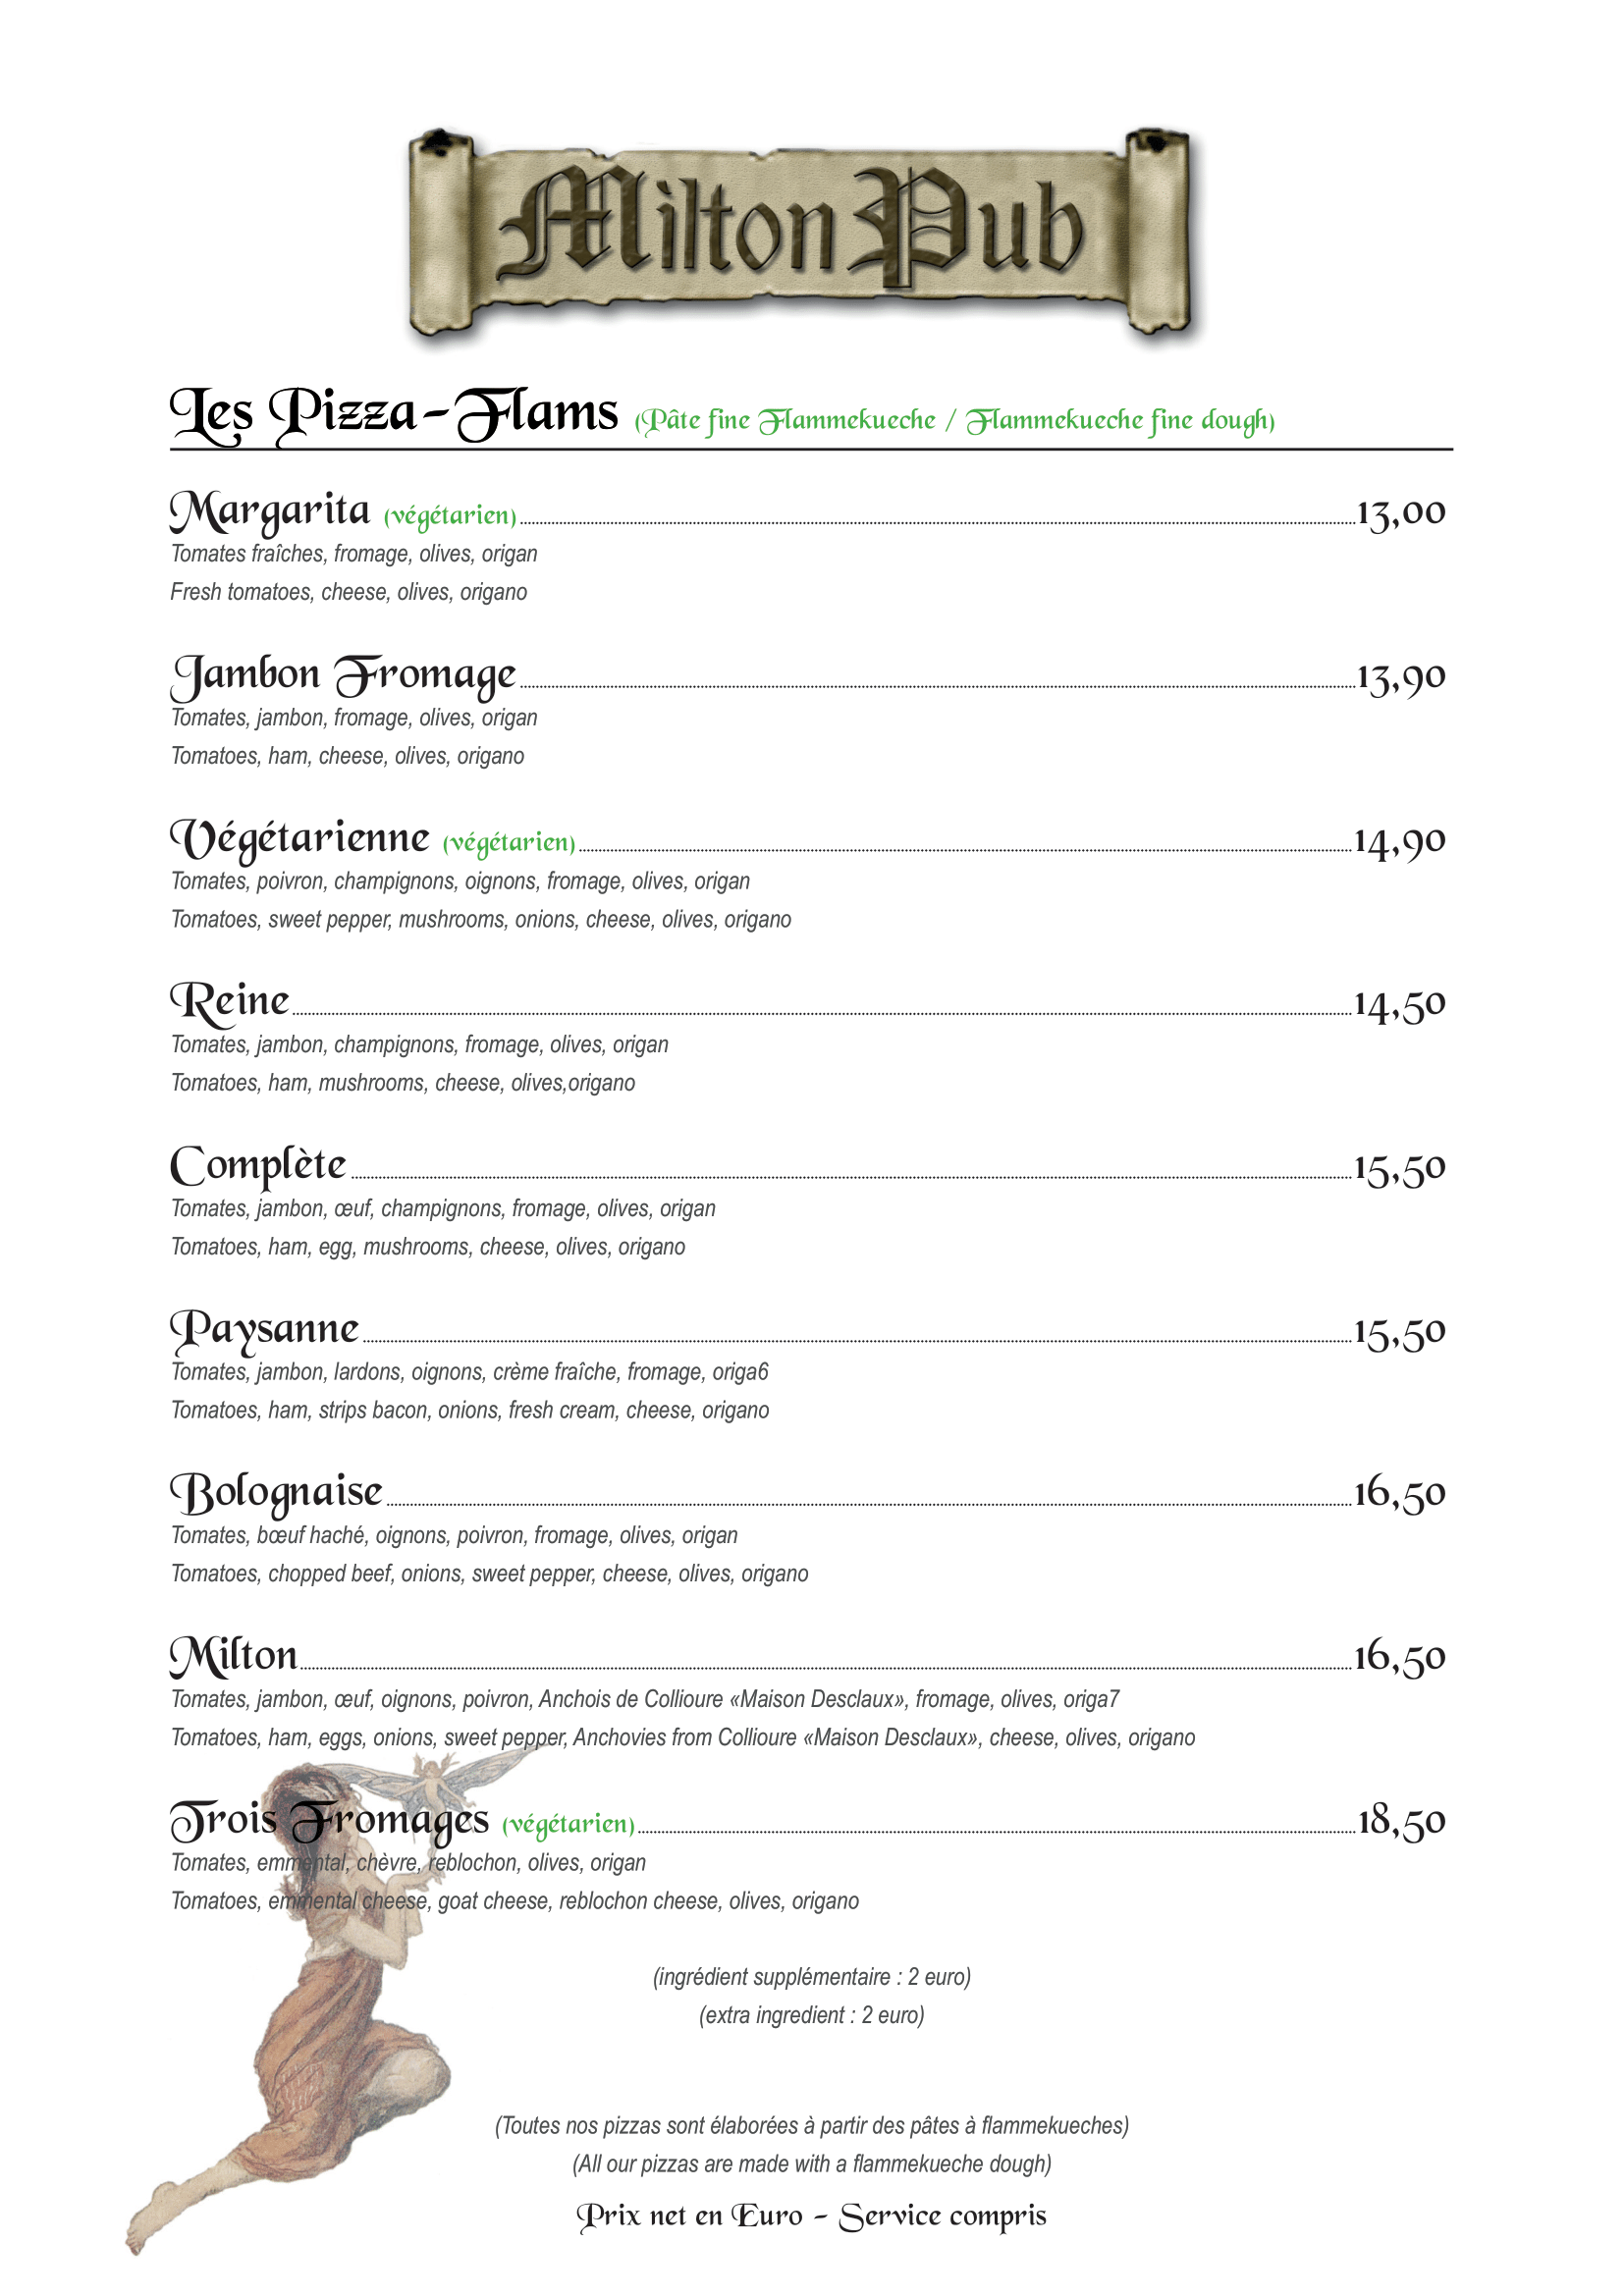 Milton Pub
Les Pizza-Flams (Pâte fine Flammekueche / Flammekueche fine dough)
Margarita (végétarien) 13,00
Tomates fraîches, fromage, olives, origan
Fresh tomatoes, cheese, olives, origano
Jambon Fromage 13,90
Tomates, jambon, fromage, olives, origan
Tomatoes, ham, cheese, olives, origano
Végétarienne (végétarien) 14,90
Tomates, poivron, champignons, oignons, fromage, olives, origan
Tomatoes, sweet pepper, mushrooms, onions, cheese, olives, origano
Reine 14,50
Tomates, jambon, champignons, fromage, olives, origan
Tomatoes, ham, mushrooms, cheese, olives,origano
Complète 15,50
Tomates, jambon, œuf, champignons, fromage, olives, origan
Tomatoes, ham, egg, mushrooms, cheese, olives, origano
Paysanne 15,50
Tomates, jambon, lardons, oignons, crème fraîche, fromage, origa6
Tomatoes, ham, strips bacon, onions, fresh cream, cheese, origano
Bolognaise 16,50
Tomates, bœuf haché, oignons, poivron, fromage, olives, origan
Tomatoes, chopped beef, onions, sweet pepper, cheese, olives, origano
Milton 16,50
Tomates, jambon, œuf, oignons, poivron, Anchois de Collioure «Maison Desclaux», fromage, olives, origa7
Tomatoes, ham, eggs, onions, sweet pepper, Anchovies from Collioure «Maison Desclaux», cheese, olives, origano
Trois Fromages (végétarien) 18,50
Tomates, emmental, chèvre, reblochon, olives, origan
Tomatoes, emmental cheese, goat cheese, reblochon cheese, olives, origano
(ingrédient supplémentaire : 2 euro)
(extra ingredient : 2 euro)
(Toutes nos pizzas sont élaborées à partir des pâtes à flammekueches)
(All our pizzas are made with a flammekueche dough)
Prix net en Euro - Service compris